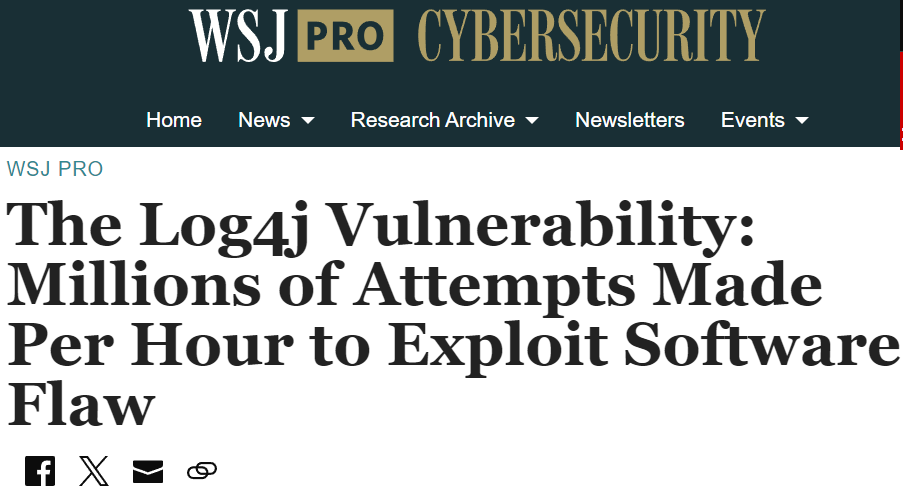 WSJ PRO CYBERSECURITY
Home News Research Archive Newsletters Events
WSJ PRO
The Log4j Vulnerability:
Millions of Attempts Made
Per Hour to Exploit Software
Flaw